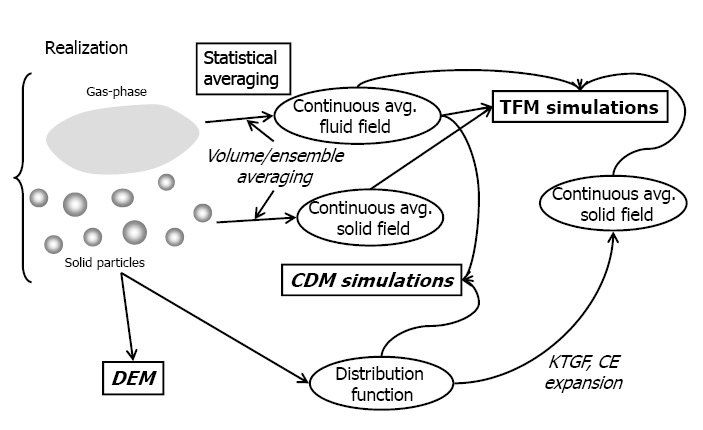 Realization
Statistical
averaging
Gas-phase
Continuous avg.
fluid field
TFM simulations
Volume/ensemble
averaging
Continuous avg.
solid field
Continuous avg.
solid field
Solid particles
CDM simulations
DEM
Distribution
function
KTGF, CE
expansion